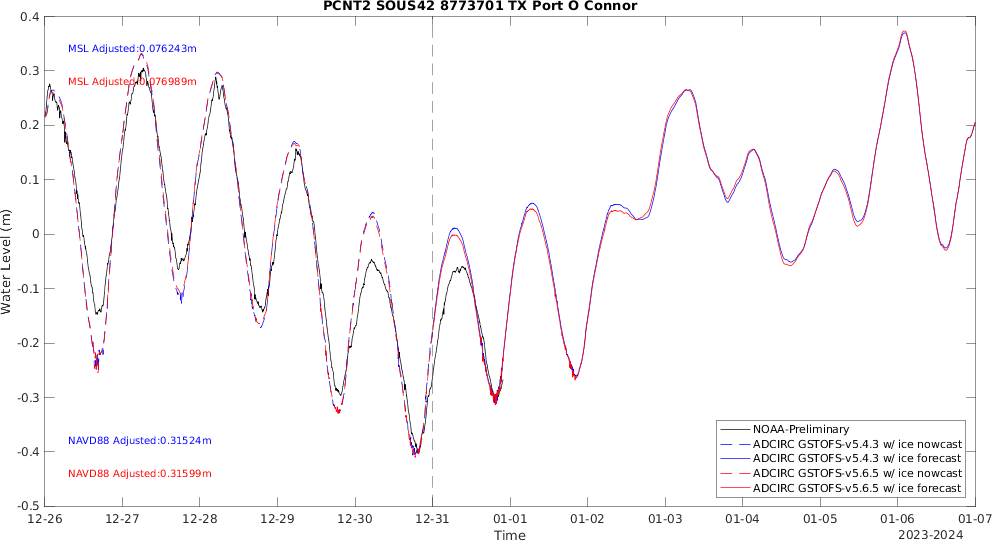 PCNT2 SOUS42 8773701 TX Port O Connor
0.4
0.3
0.2
0.1
0
-0.1
-0.2
-0.3
-0.4
-0.5
Water Level (m)
MSL Adjusted:0.076243m
MSL Adjusted:0.076989m
NAVD88 Adjusted:0.31524m
NAVD88 Adjusted:0.31599m
NOAA-Preliminary
ADCIRC GSTOFS-v5.4.3 w/ ice nowcast
ADCIRC GSTOFS-v5.4.3 w/ ice forecast
ADCIRC GSTOFS-v5.6.5 w/ ice nowcast
ADCIRC GSTOFS-v5.6.5 w/ ice forecast
12-26 12-27 12-28 12-29 12-30 12-31 01-01 01-02 01-03 01-04 01-05 01-06 01-07
Time
2023-2024